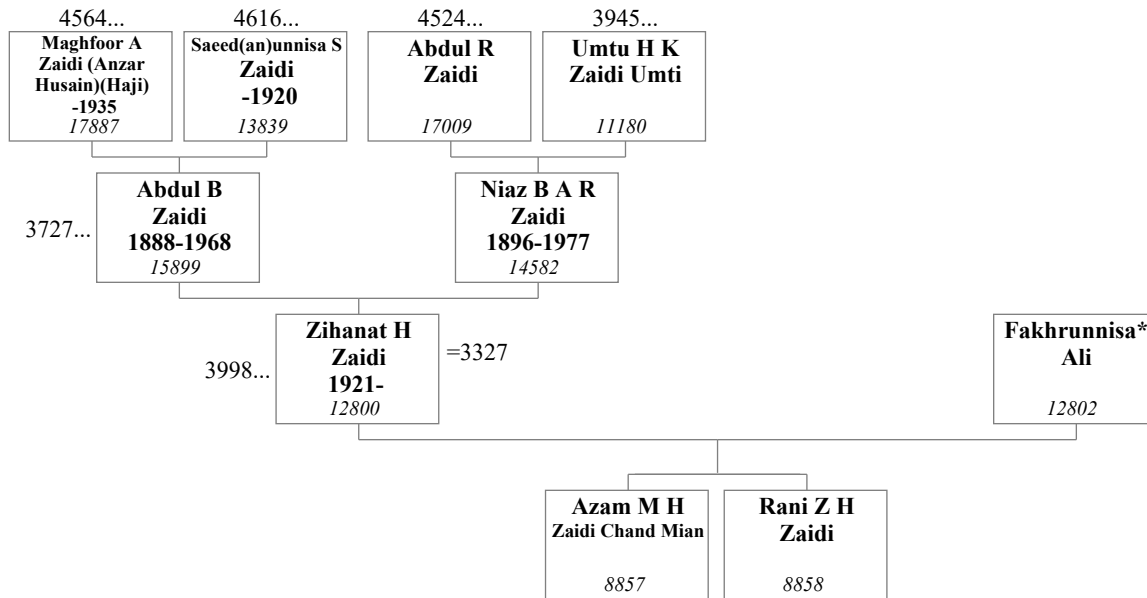 4564...
4616...
4524...
3945...
Maghfoor A
Zaidi (Anzar
Husain)(Haji)
-1935
17887
Saeed(an)unnisa S
Zaidi
-1920
13839
Abdul R
Zaidi
17009
Umtu H K
Zaidi Umti
11180
3727...
Abdul B
Zaidi
1888-1968
15899
Niaz B A R
Zaidi
1896-1977
14582
3998...
Zihanat H
Zaidi
1921-
12800
=3327
Fakhrunnisa*
Ali
12802
Azam M H
Zaidi Chand Mian
8857
Rani Z H
Zaidi
8858